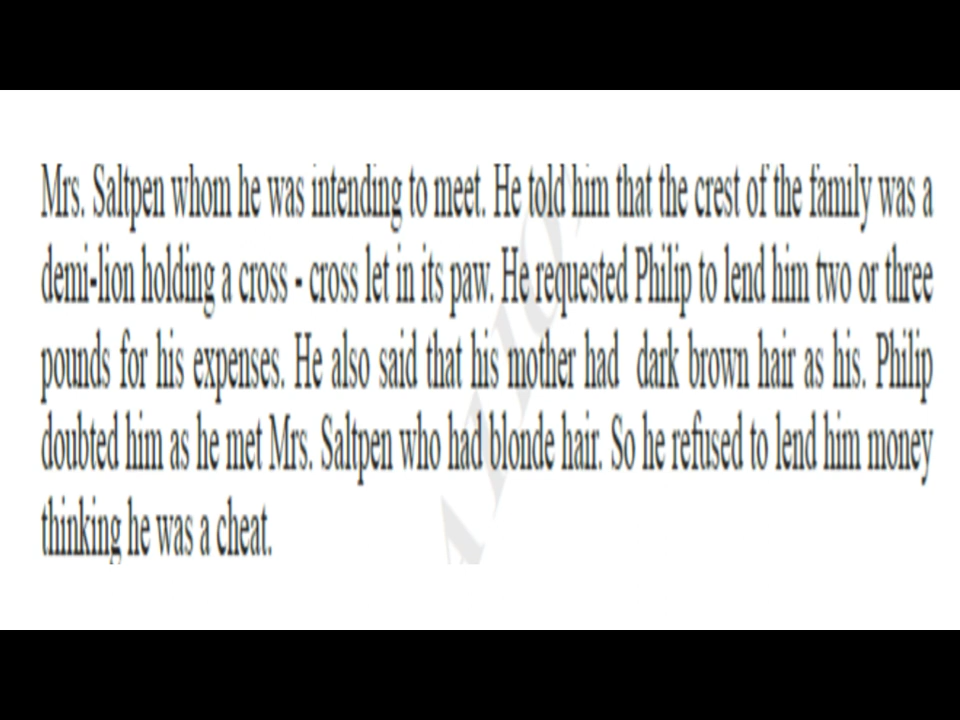 Mrs. Saltpen whom he was intending to meet. He told him that the crest of the family was a
demi-lion holding a cross - cross let in its paw. He requested Philip to lend him two or three
pounds for his expenses. He also said that his mother had dark brown hair as his. Philip
doubted him as he met Mrs. Saltpen who had blonde hair. So he refused to lend him money
thinking he was a cheat.